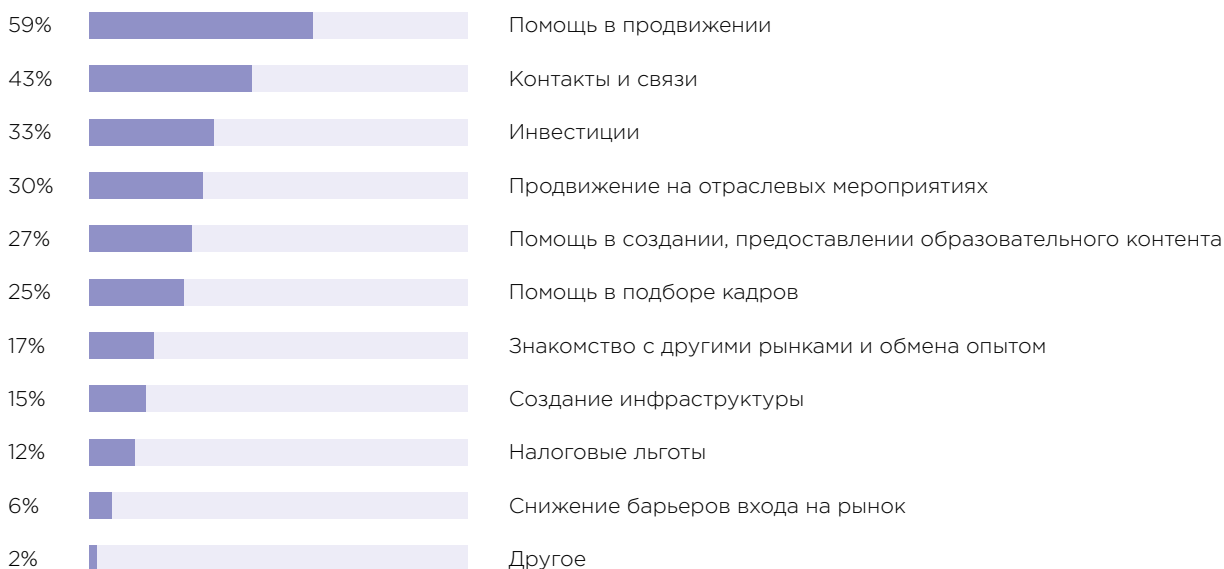 59% Помощь в продвижении
43% Контакты и связи
33% Инвестиции
30% Продвижение на отраслевых мероприятиях
27% Помощь в создании, предоставлении образовательного контента
25% Помощь в подборе кадров
17% Знакомство с другими рынками и обмена опытом
15% Создание инфраструктуры
12% Налоговые льготы
6% Снижение барьеров входа на рынок
2% Другое